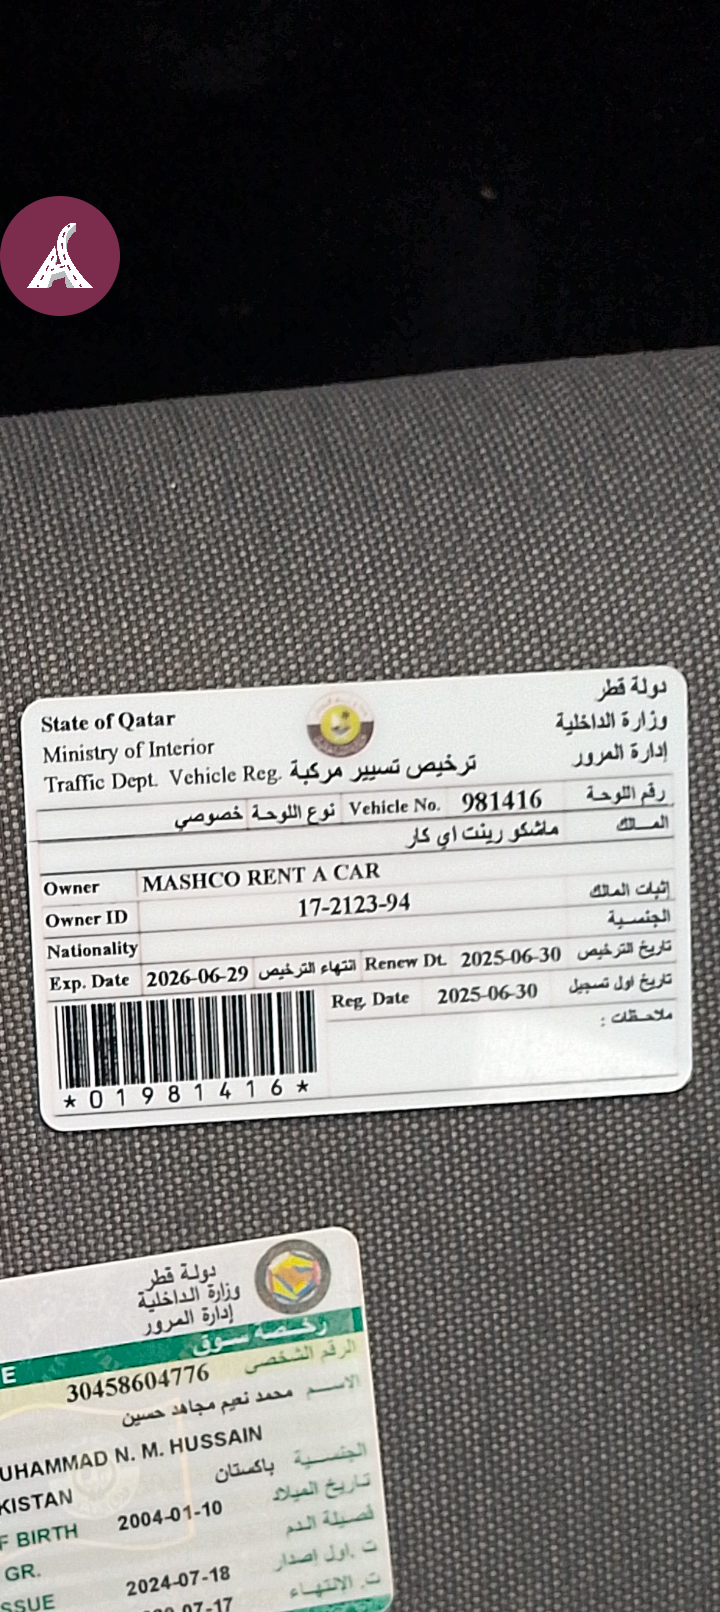 State of Qatar
دولة قطر
Ministry of Interior
وزارة الداخلية
Traffic Dept. Vehicle Reg. ترخيص تسيير مركبة
إدارة المرور
رقم اللوحة 981416 Vehicle No. نوع اللوحة خصوصي
المالك ماشكو رينت اي كار
Owner MASHCO RENT A CAR
Owner ID 17-2123-94 إثبات المالك
Nationality الجنسية
Exp. Date 2026-06-29 انتهاء الترخيص Renew Dt. 2025-06-30 تاريخ الترخيص
Reg. Date 2025-06-30 تاريخ اول تسجيل
ملاحظات :
*01981416*
دولة قطر
وزارة الداخلية
إدارة المرور
E رخصة سوق
30458604776 الرقم الشخصي
الاسم محمد نعيم مجاهد حسين
UHAMMAD N. M. HUSSAIN
KISTAN باكستان الجنسية
F BIRTH 2004-01-10 تاريخ الميلاد
GR. فصيلة الدم
SSUE 2024-07-18 ت .اول إصدار
07-17 ت. الانتهاء